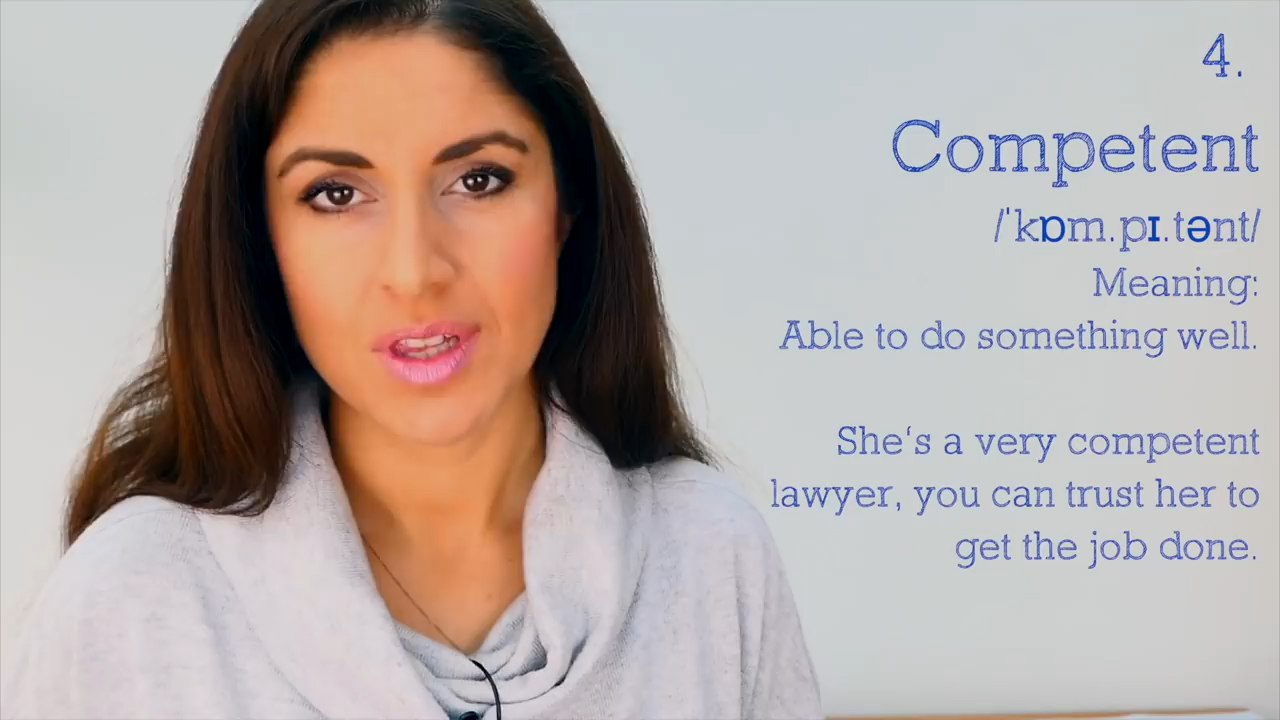 4.
Competent
/ˈkɒm.pɪ.tənt/
Meaning:
Able to do something well.
She's a very competent
lawyer, you can trust her to
get the job done.